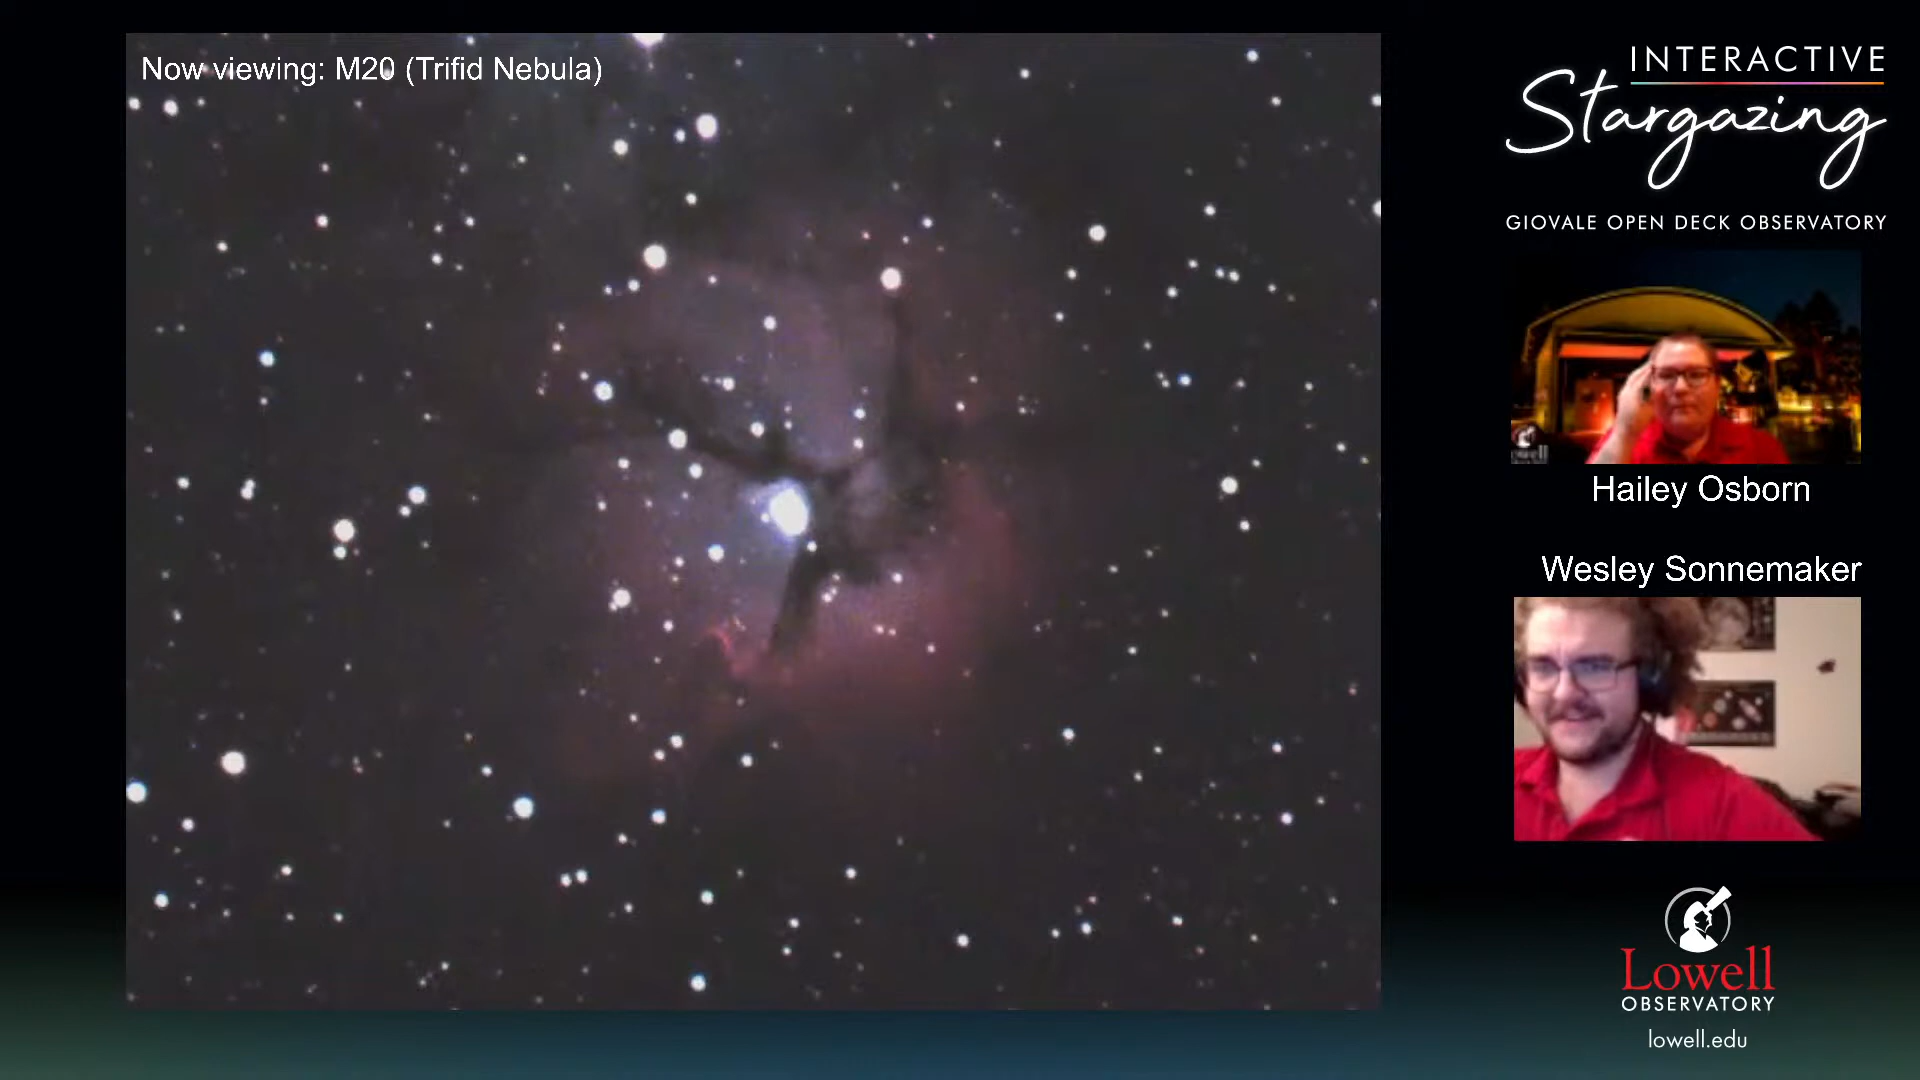 Now viewing: M20 (Trifid Nebula)
INTERACTIVE
Stargazing
GIOVALE OPEN DECK OBSERVATORY
Lowell
Hailey Osborn
Wesley Sonnemaker
Lowell
OBSERVATORY
lowell.edu